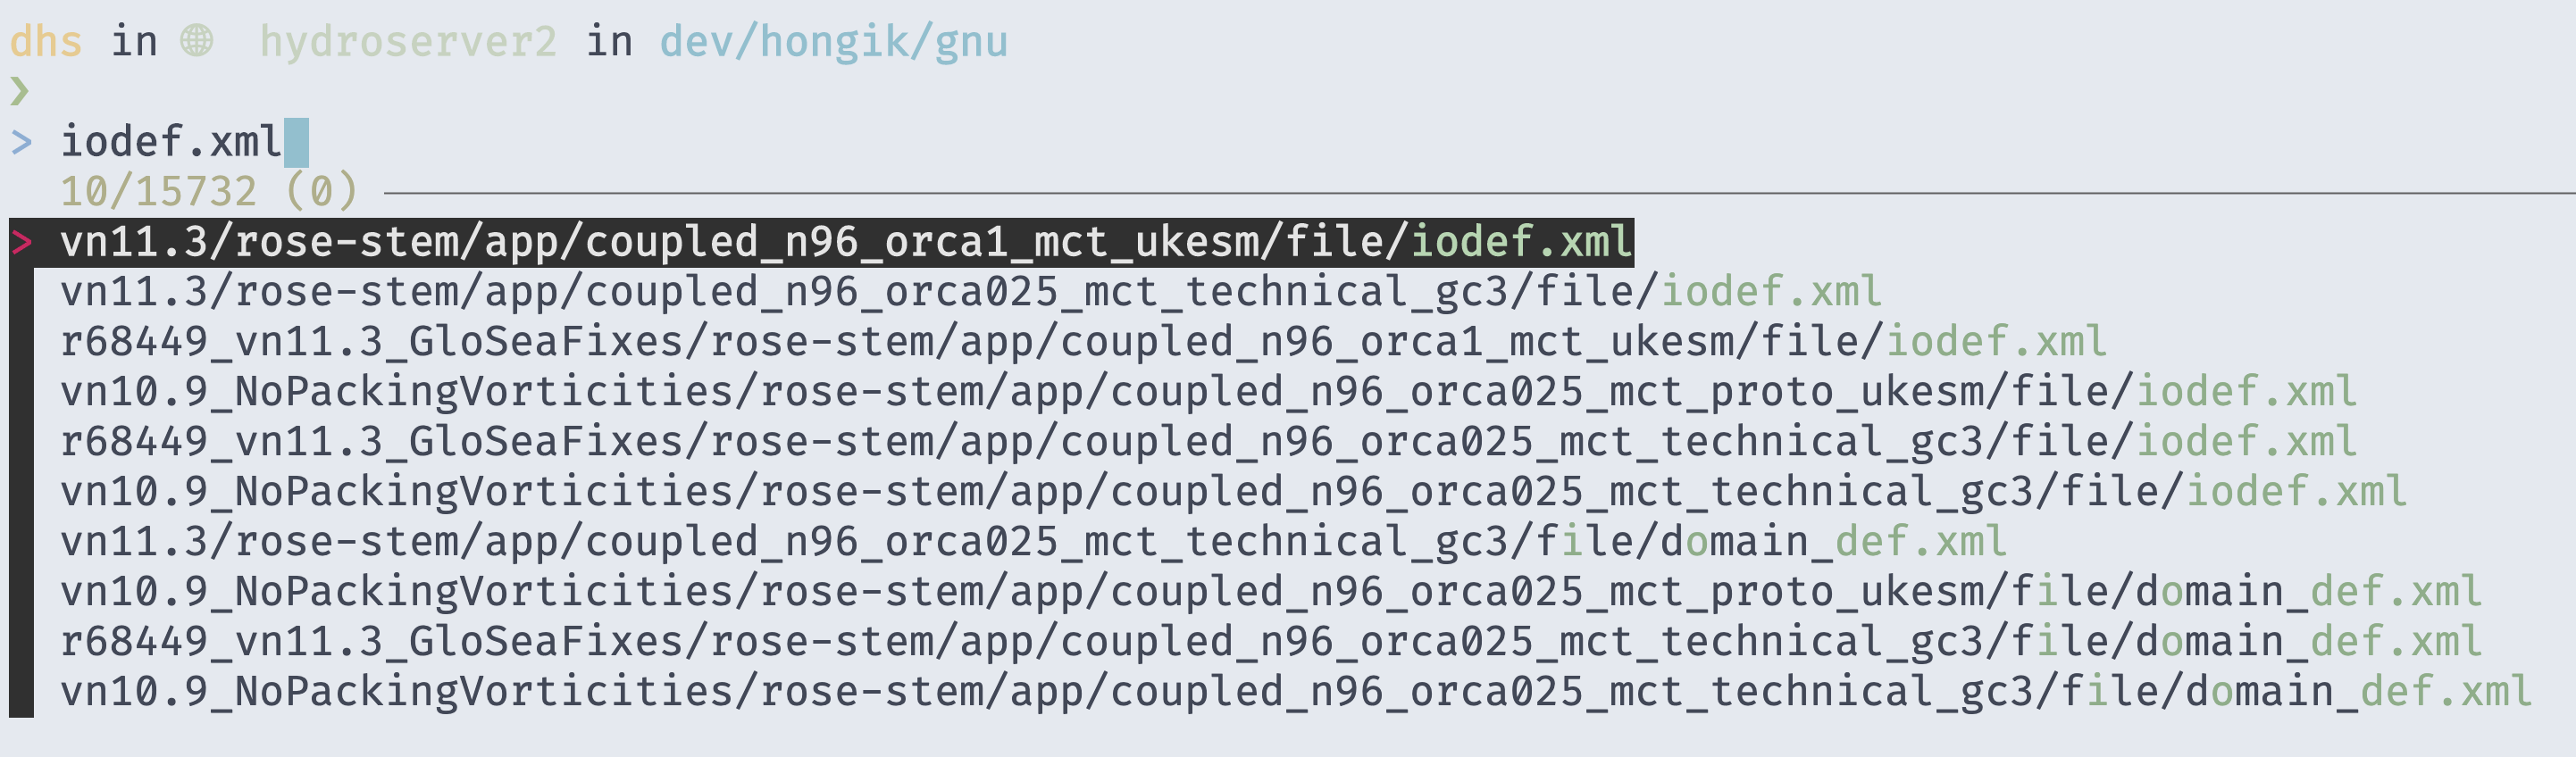 dhs in 🌐 hydroserver2 in dev/hongik/gnu
❯
> iodef.xml
10/15732 (0)
> vn11.3/rose-stem/app/coupled_n96_orca1_mct_ukesm/file/iodef.xml
vn11.3/rose-stem/app/coupled_n96_orca025_mct_technical_gc3/file/iodef.xml
r68449_vn11.3_GloSeaFixes/rose-stem/app/coupled_n96_orca1_mct_ukesm/file/iodef.xml
vn10.9_NoPackingVorticities/rose-stem/app/coupled_n96_orca025_mct_proto_ukesm/file/iodef.xml
r68449_vn11.3_GloSeaFixes/rose-stem/app/coupled_n96_orca025_mct_technical_gc3/file/iodef.xml
vn10.9_NoPackingVorticities/rose-stem/app/coupled_n96_orca025_mct_technical_gc3/file/iodef.xml
vn11.3/rose-stem/app/coupled_n96_orca025_mct_technical_gc3/file/domain_def.xml
vn10.9_NoPackingVorticities/rose-stem/app/coupled_n96_orca025_mct_proto_ukesm/file/domain_def.xml
r68449_vn11.3_GloSeaFixes/rose-stem/app/coupled_n96_orca025_mct_technical_gc3/file/domain_def.xml
vn10.9_NoPackingVorticities/rose-stem/app/coupled_n96_orca025_mct_technical_gc3/file/domain_def.xml